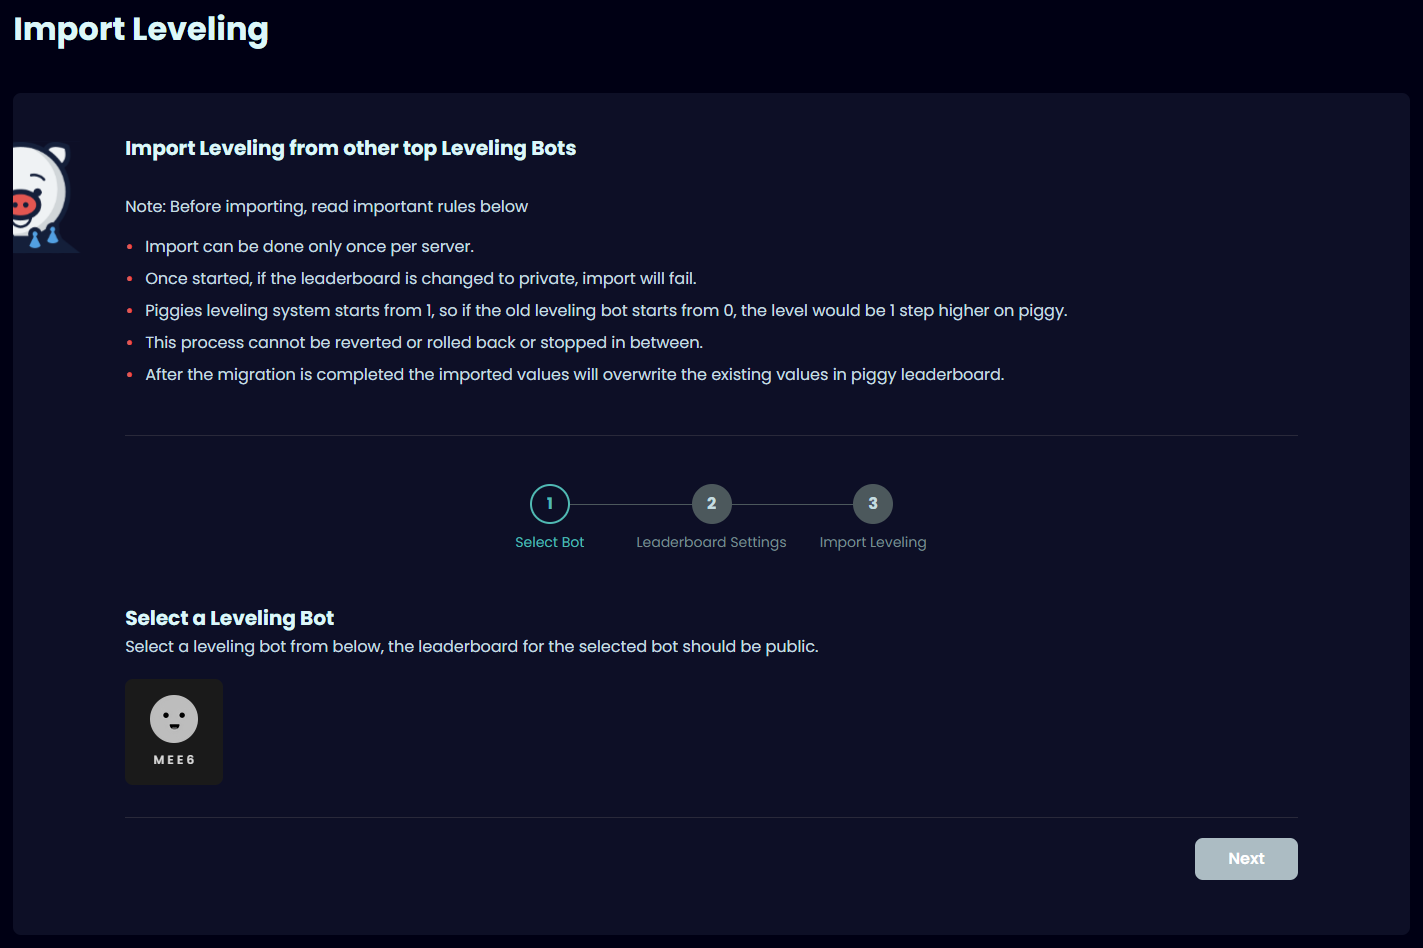 Import Leveling
Import Leveling from other top Leveling Bots
Note: Before importing, read important rules below
Import can be done only once per server.
Once started, if the leaderboard is changed to private, import will fail.
Piggies leveling system starts from 1, so if the old leveling bot starts from 0, the level would be 1 step higher on piggy.
This process cannot be reverted or rolled back or stopped in between.
After the migration is completed the imported values will overwrite the existing values in piggy leaderboard.
1
2
3
Select Bot
Leaderboard Settings
Import Leveling
Select a Leveling Bot
Select a leveling bot from below, the leaderboard for the selected bot should be public.
MEE6
Next